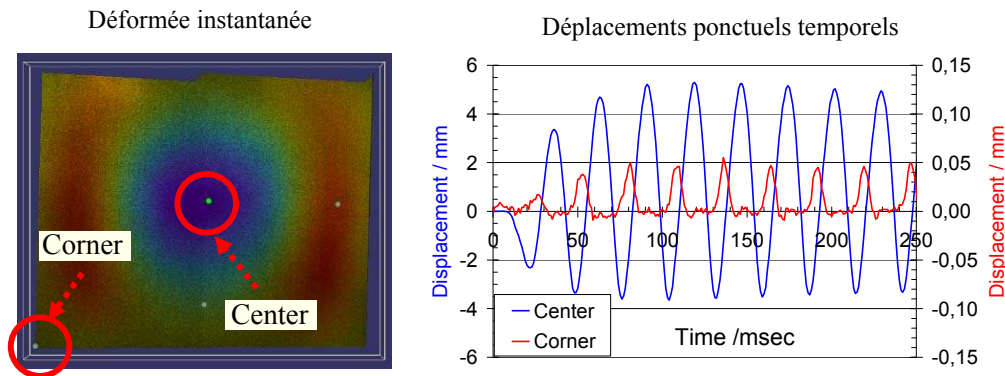 Déformée instantanée
Corner
Center
Déplacements ponctuels temporels
Displacement / mm
6
4
2
0
-2
-4
-6
0,15
0,10
0,05
0,00
-0,05
-0,10
-0,15
Displacement / mm
0 50 100 150 200 250
Time /msec
Center
Corner